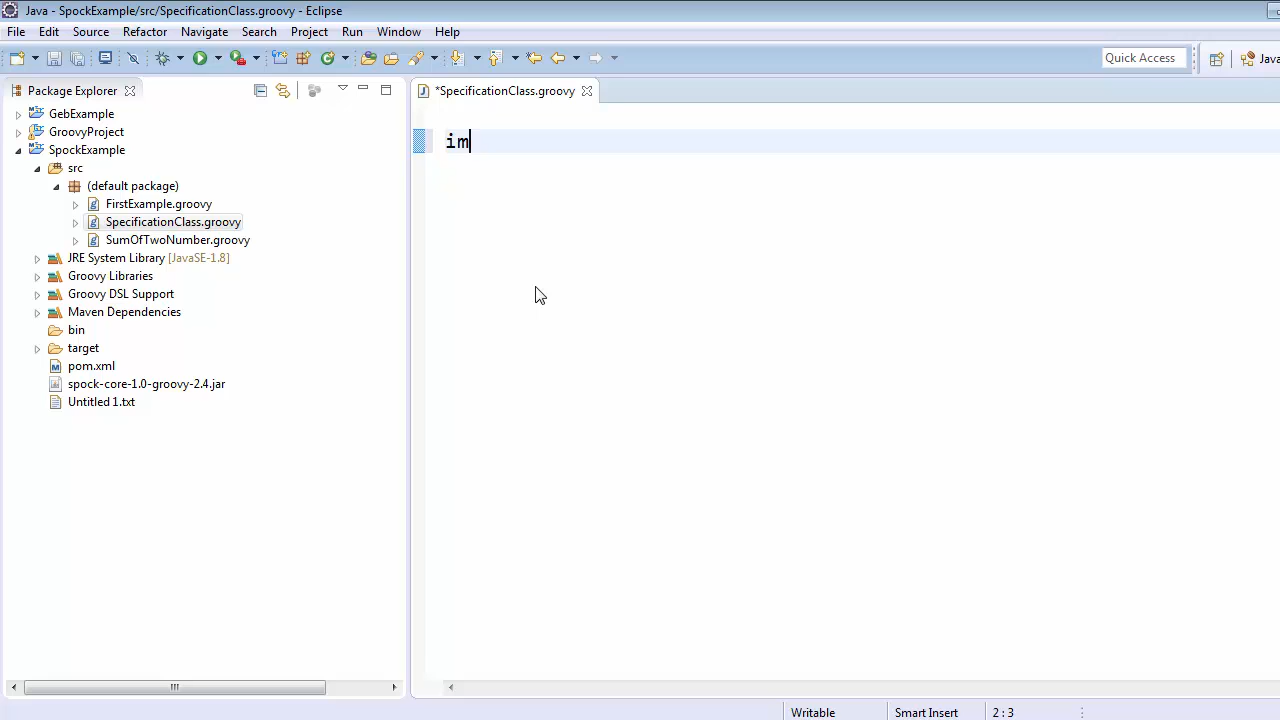 Java - SpockExample/src/SpecificationClass.groovy - Eclipse
File Edit Source Refactor Navigate Search Project Run Window Help
Quick Access
Java
Package Explorer
*SpecificationClass.groovy
GebExample
GroovyProject
SpockExample
src
(default package)
FirstExample.groovy
SpecificationClass.groovy
SumOfTwoNumber.groovy
JRE System Library [JavaSE-1.8]
Groovy Libraries
Groovy DSL Support
Maven Dependencies
bin
target
pom.xml
spock-core-1.0-groovy-2.4.jar
Untitled 1.txt
im
Writable Smart Insert 2 : 3